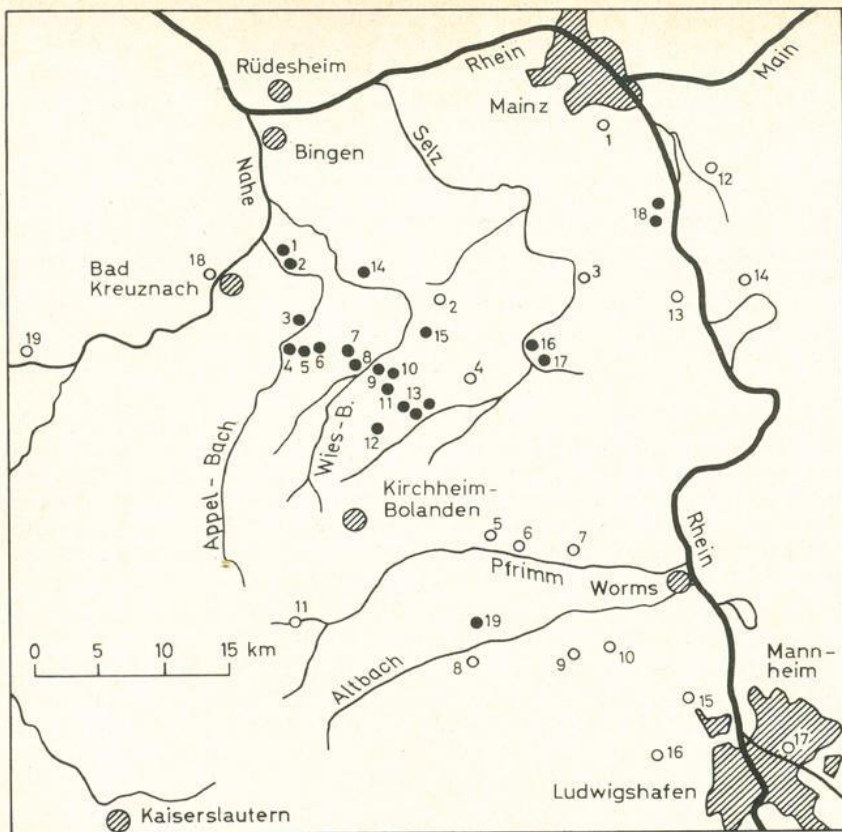 Rüdesheim
Rhein
Main
Mainz
Bingen
Selz
Nahe
1
12
18
1
2
14
18
Bad
Kreuznach
2
3
14
13
3
15
16
19
4
5
6
7
8
10
17
9
4
11
13
12
Wies-B.
Appel-Bach
Kirchheim-
Bolanden
Rhein
5
6
7
Pfrimm
Worms
11
19
0 5 10 15 km
Altbach
8
9
10
Mann-
heim
15
16
17
Ludwigshafen
Kaiserslautern